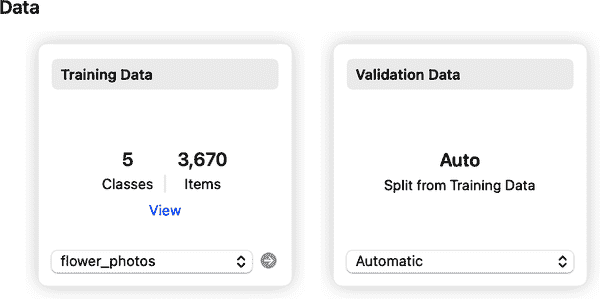 Data
Training Data
5
Classes
3,670
Items
View
flower_photos
Validation Data
Auto
Split from Training Data
Automatic